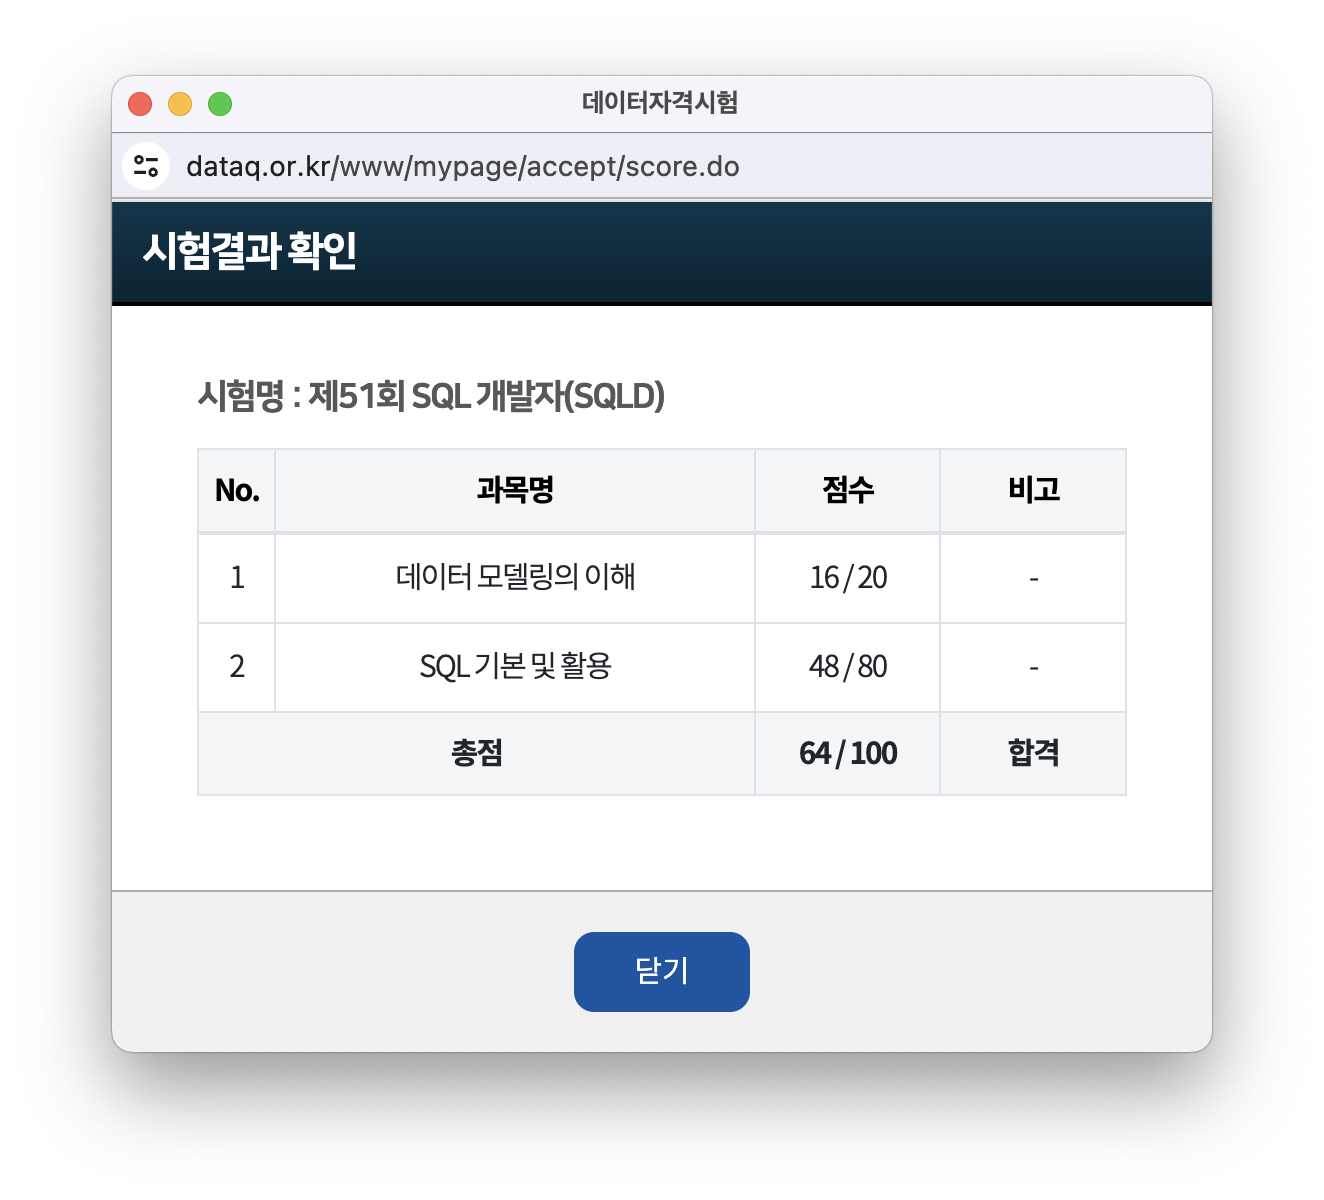 데이터자격시험
dataq.or.kr/www/mypage/accept/score.do
시험결과 확인
시험명 : 제51회 SQL 개발자(SQLD)
No. 과목명 점수 비고
1 데이터 모델링의 이해 16 / 20 -
2 SQL 기본 및 활용 48 / 80 -
총점 64 / 100 합격
닫기